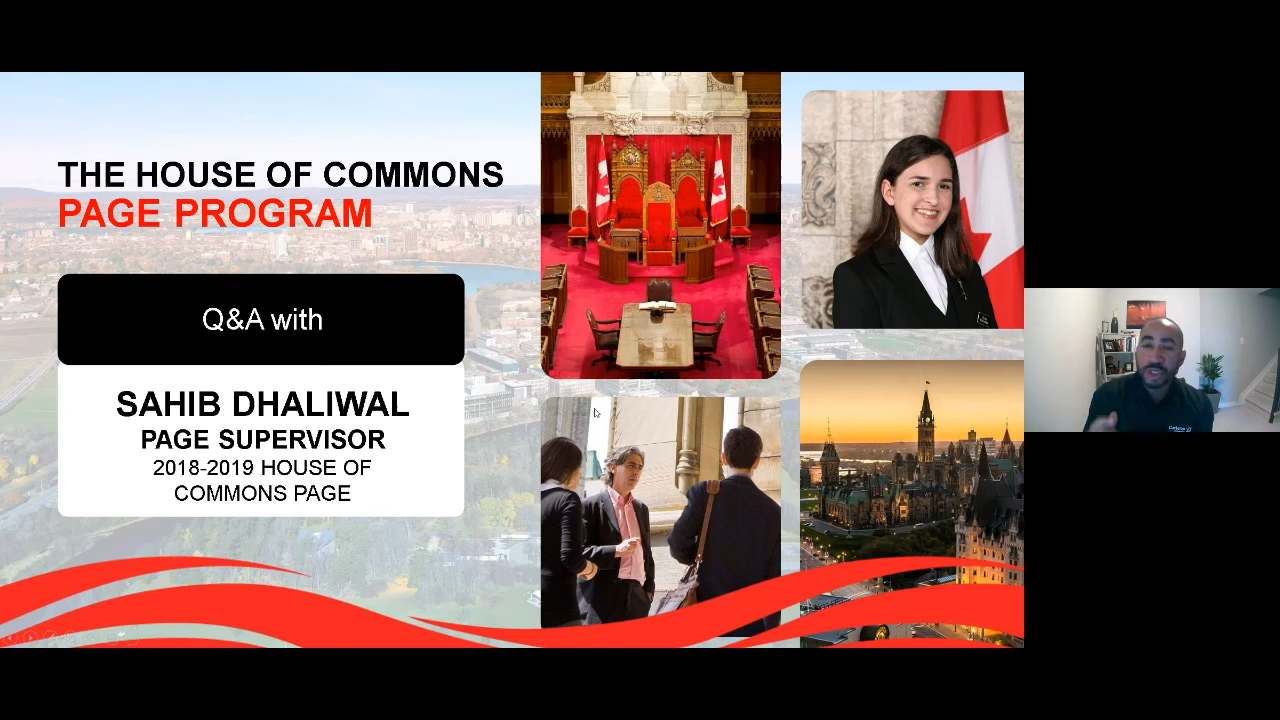 THE HOUSE OF COMMONS
PAGE PROGRAM
Q&A with
SAHIB DHALIWAL
PAGE SUPERVISOR
2018-2019 HOUSE OF
COMMONS PAGE